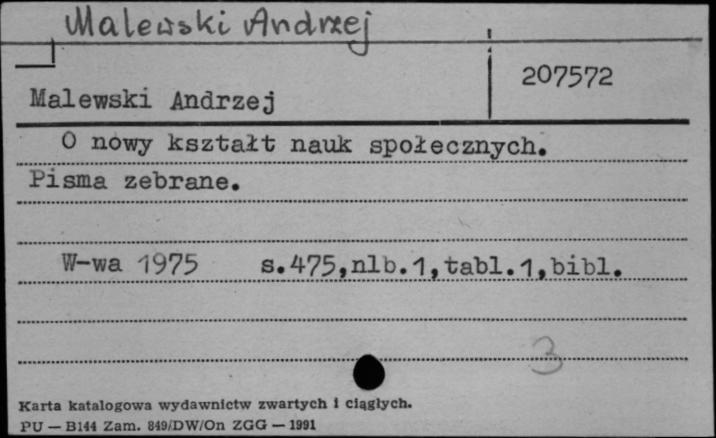 Malewski Andrzej
207572
Malewski Andrzej
O nowy kształt nauk społecznych.
Pisma zebrane.
W-wa 1975 s.475,nlb.1,tabl.1,bibl.
3
Karta katalogowa wydawnictw zwartych i ciągłych.
PU — B144 Zam. 849/DW/On ZGG — 1991